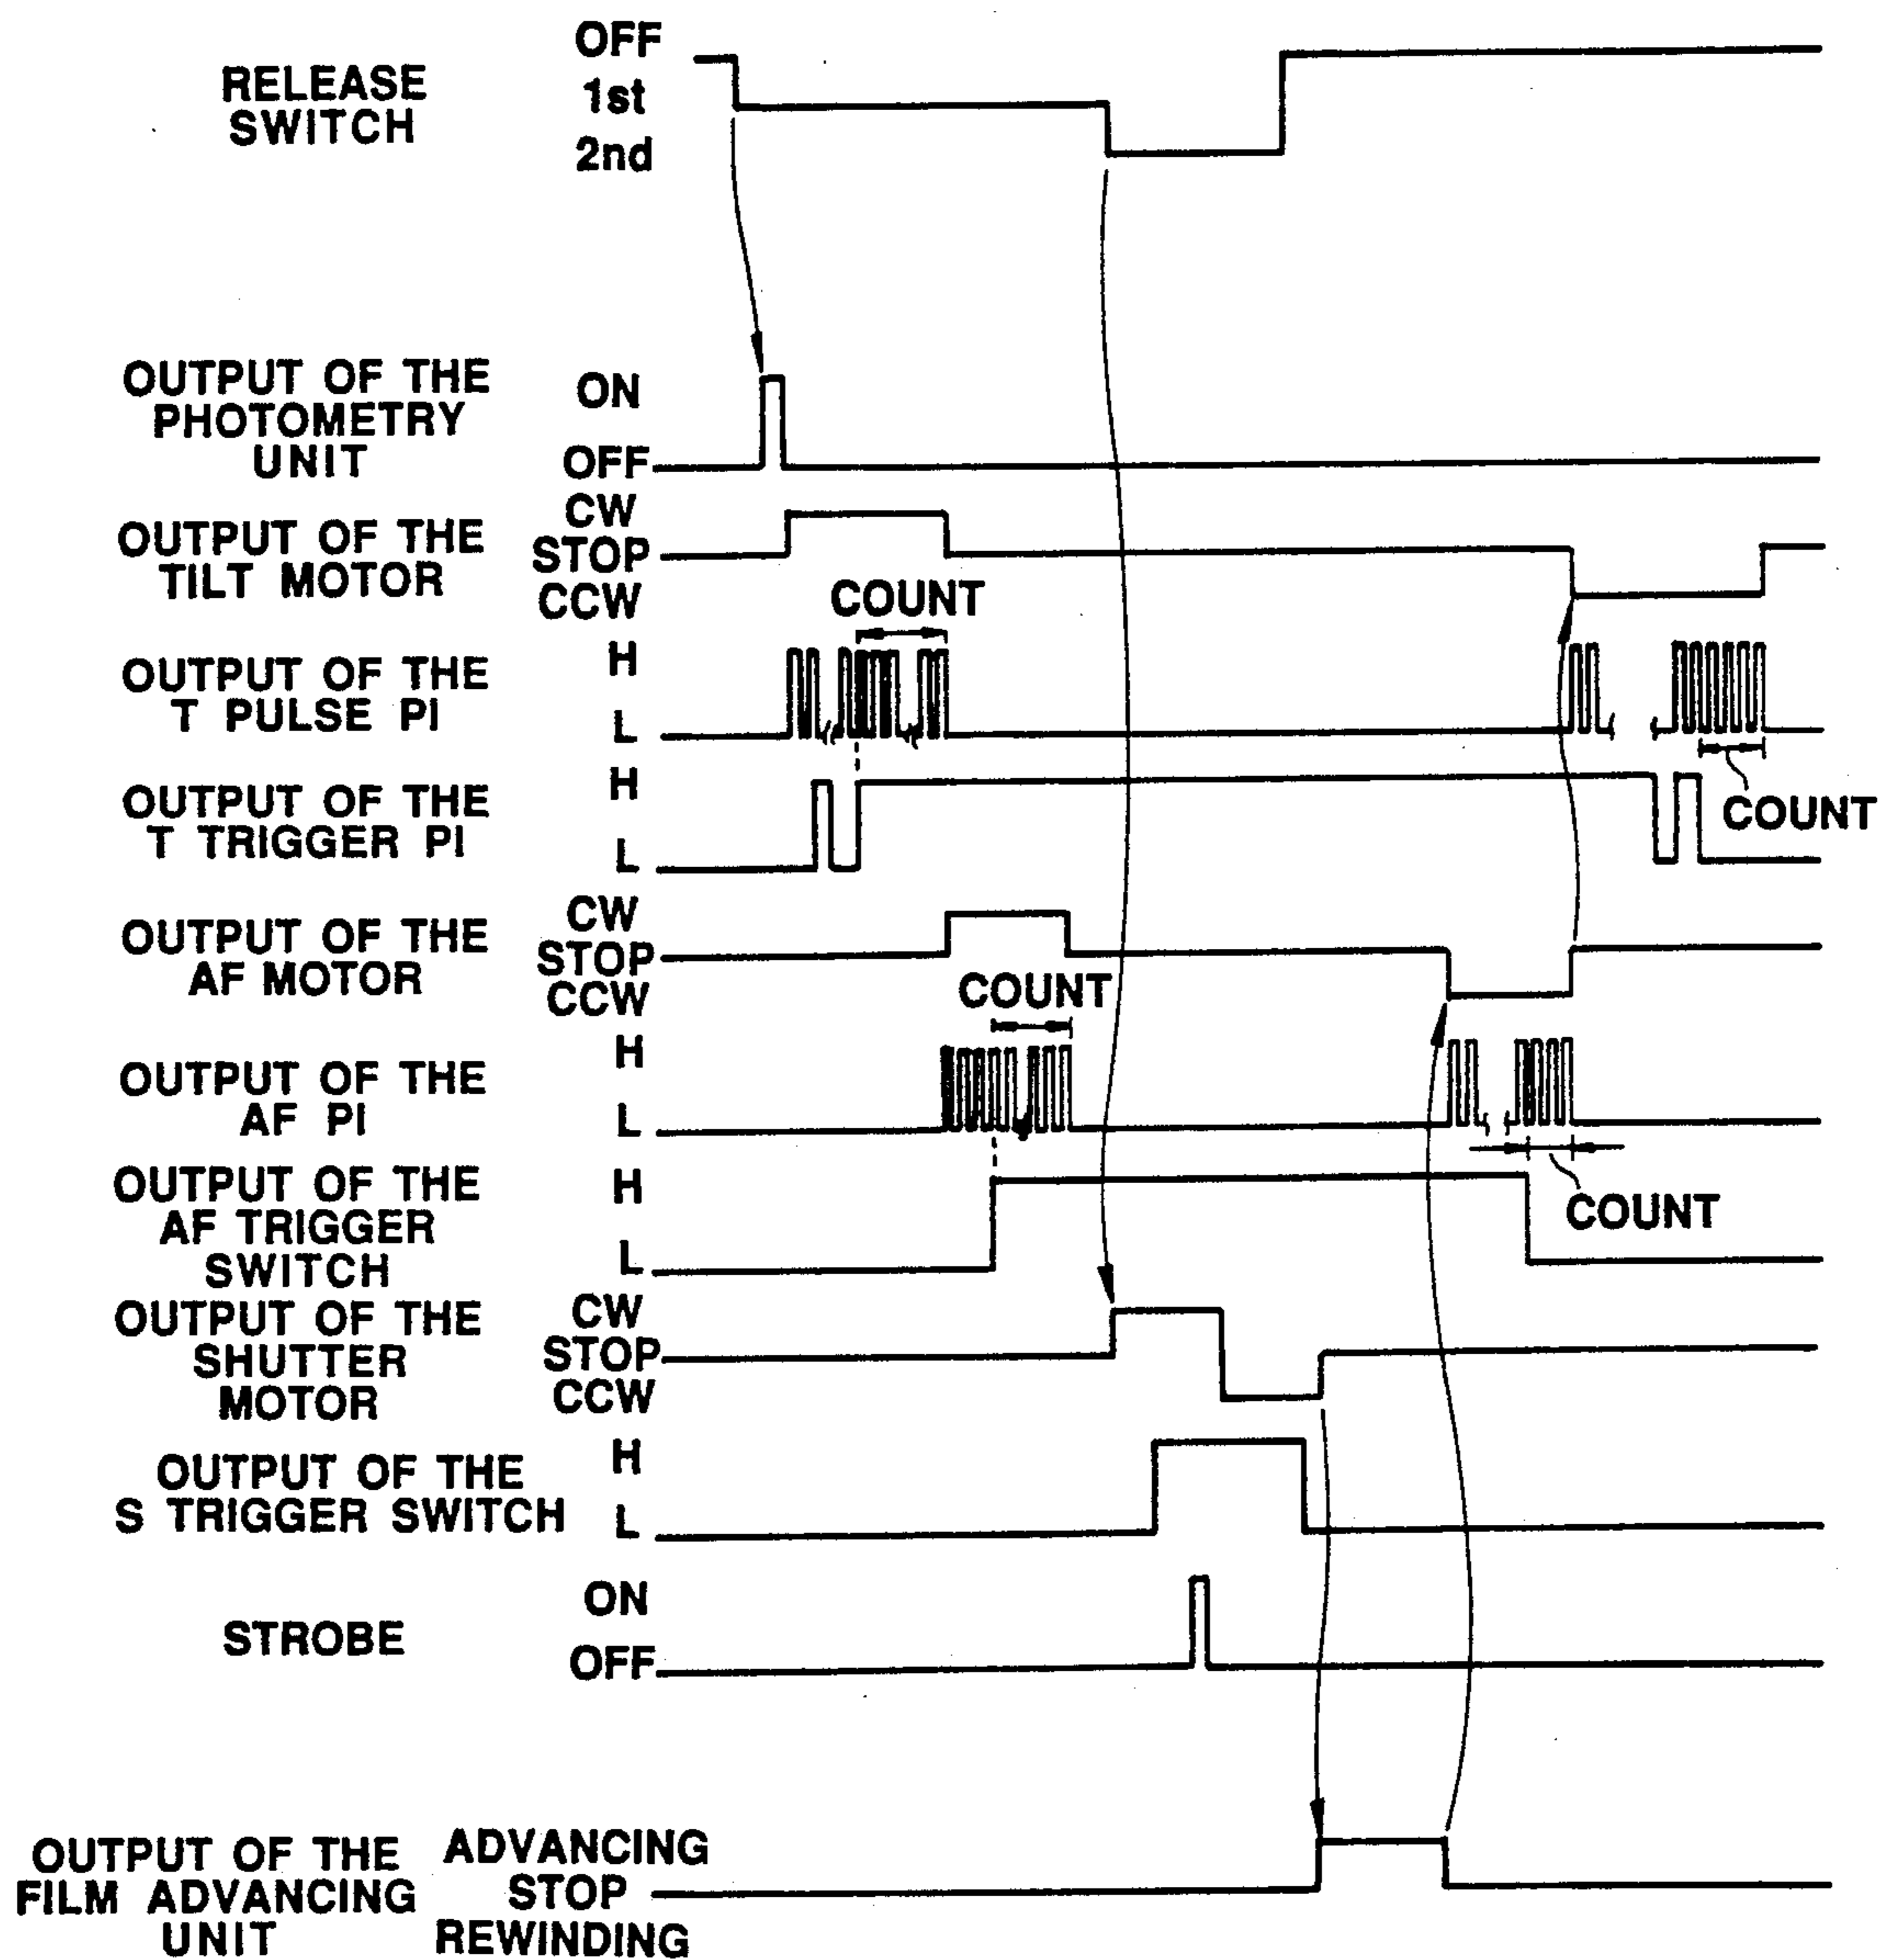 RELEASE
SWITCH
OFF
1st
2nd
OUTPUT OF THE
PHOTOMETRY
UNIT
ON
OFF
OUTPUT OF THE
TILT MOTOR
CW
STOP
CCW
COUNT
OUTPUT OF THE
T PULSE PI
H
L
OUTPUT OF THE
T TRIGGER PI
H
L
COUNT
OUTPUT OF THE
AF MOTOR
CW
STOP
CCW
COUNT
OUTPUT OF THE
AF PI
H
L
OUTPUT OF THE
AF TRIGGER
SWITCH
H
L
COUNT
OUTPUT OF THE
SHUTTER
MOTOR
CW
STOP
CCW
OUTPUT OF THE
S TRIGGER SWITCH
H
L
STROBE
ON
OFF
OUTPUT OF THE
FILM ADVANCING
UNIT
ADVANCING
STOP
REWINDING